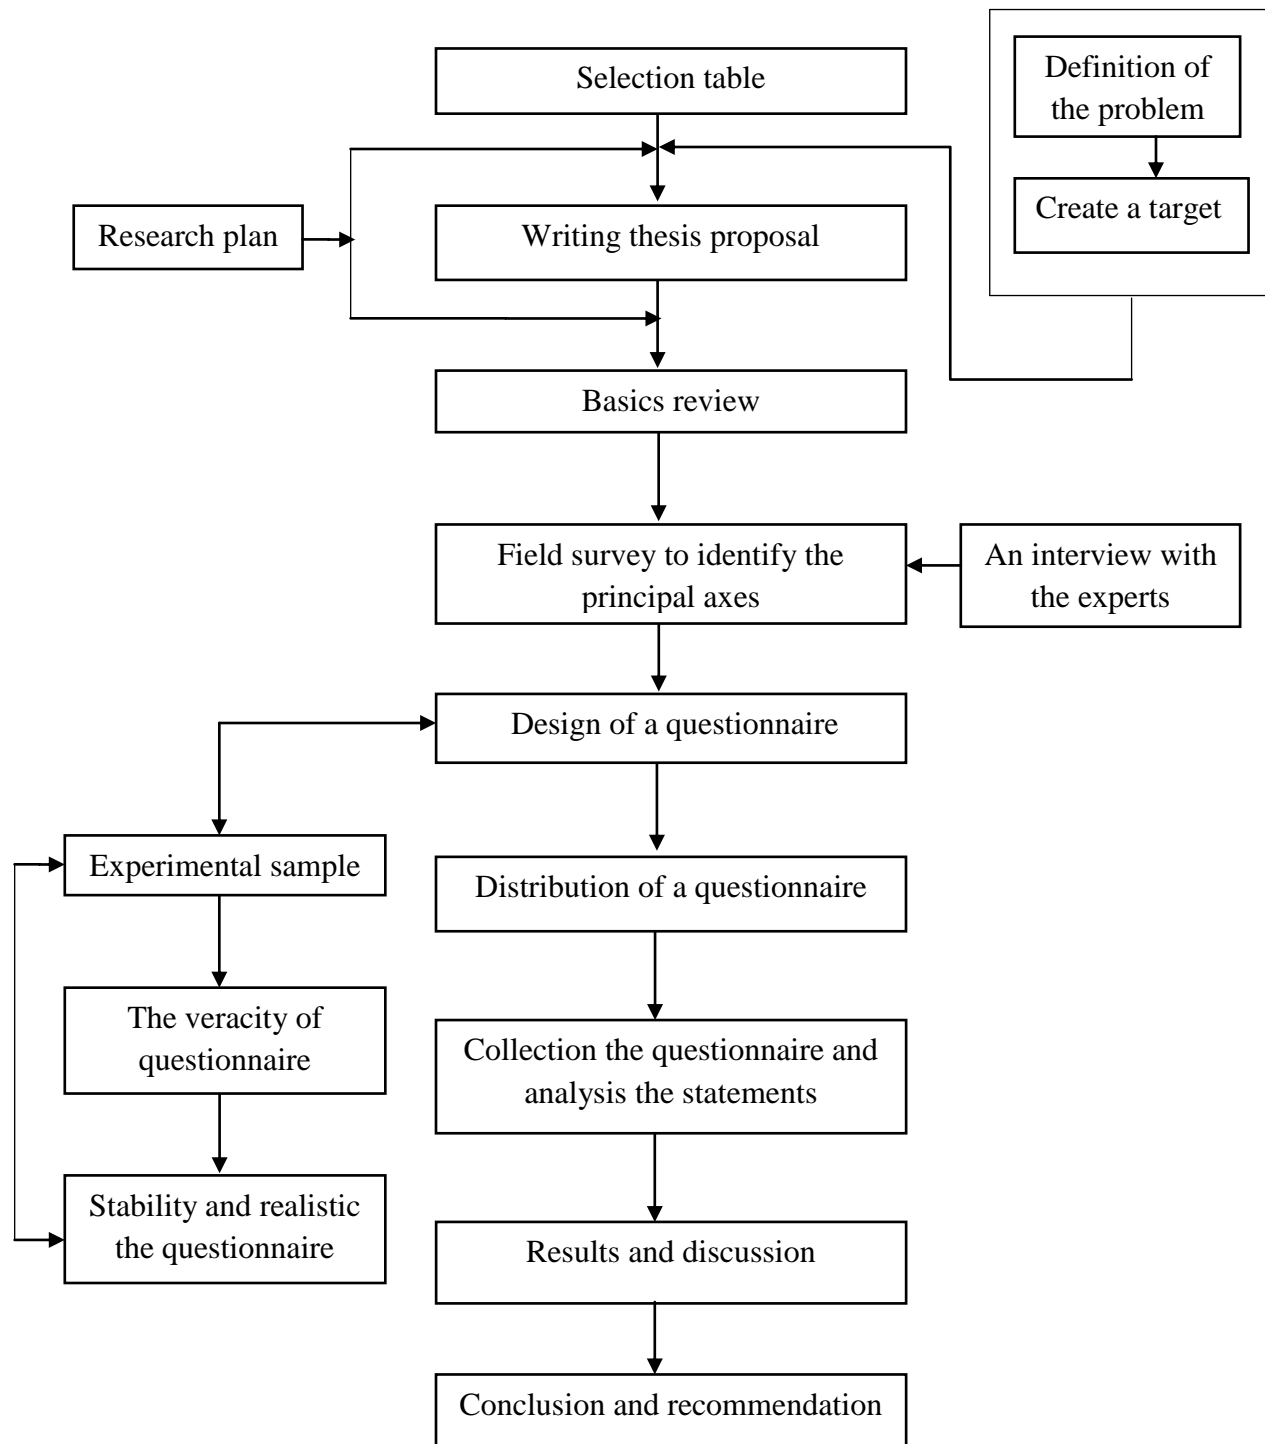 Selection table
Definition of
the problem
Create a target
Research plan
Writing thesis proposal
Basics review
Field survey to identify the
principal axes
An interview with
the experts
Design of a questionnaire
Experimental sample
Distribution of a questionnaire
The veracity of
questionnaire
Collection the questionnaire and
analysis the statements
Stability and realistic
the questionnaire
Results and discussion
Conclusion and recommendation